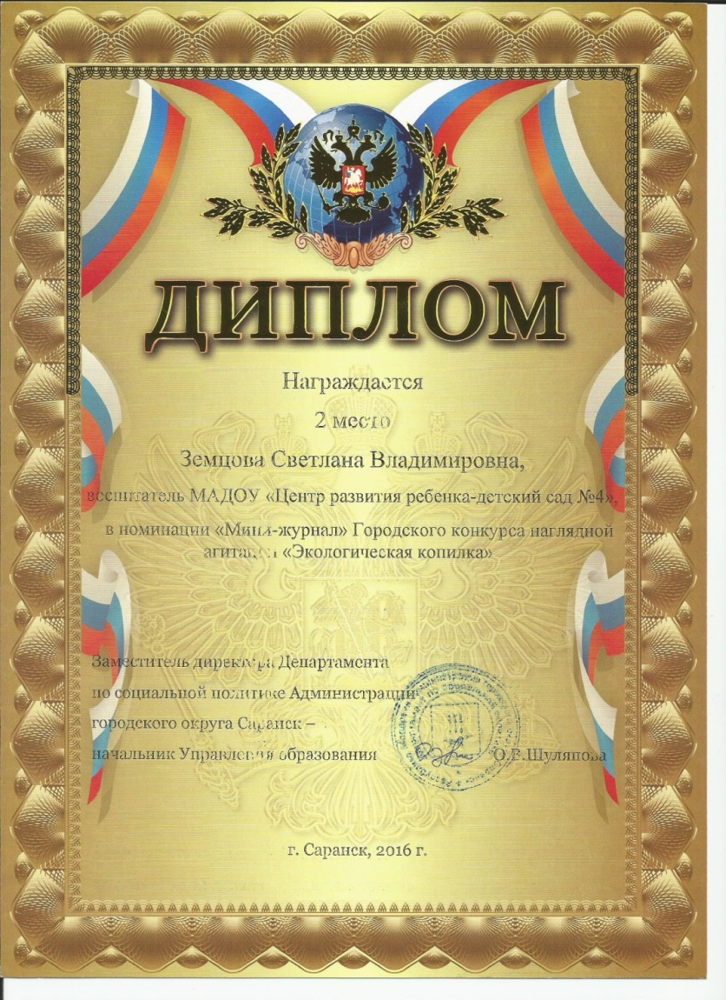 ДИПЛОМ
Награждается
2 место
Земцова Светлана Владимировна,
воспитатель МАДОУ «Центр развития ребенка-детский сад №4»,
в номинации «Мини-журнал» Городского конкурса наглядной
агитации «Экологическая копилка»
Заместитель директора Департамента
по социальной политике Администрации
городского округа Саранск –
начальник Управления образования О.В.Шуляпова
г. Саранск, 2016 г.